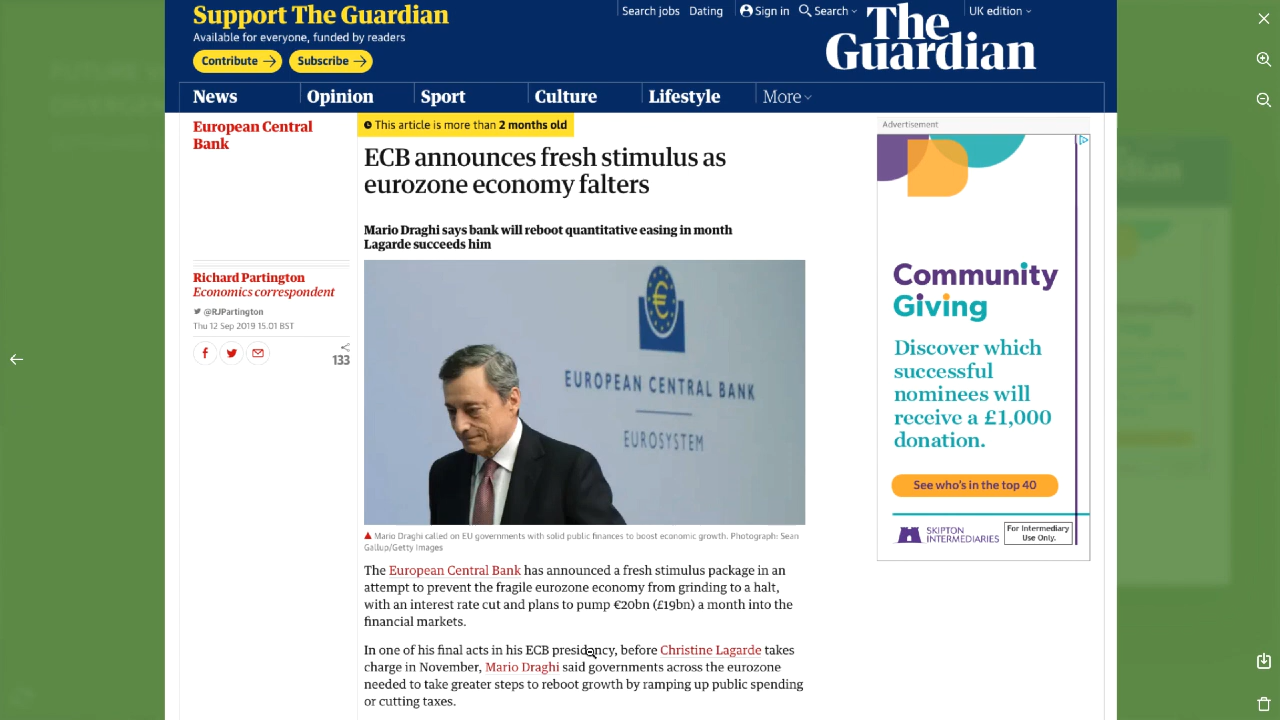 Support The Guardian
Available for everyone, funded by readers
Contribute
Subscribe
Search jobs
Dating
Sign in
Search
UK edition
The
Guardian
News
Opinion
Sport
Culture
Lifestyle
More
European Central
Bank
This article is more than 2 months old
ECB announces fresh stimulus as
eurozone economy falters
Mario Draghi says bank will reboot quantitative easing in month
Lagarde succeeds him
Richard Partington
Economics correspondent
@RJPartington
Thu 12 Sep 2019 15.01 BST
133
EUROPEAN CENTRAL BANK
EUROSYSTEM
Mario Draghi called on EU governments with solid public finances to boost economic growth. Photograph: Sean
Gallup/Getty Images
The European Central Bank has announced a fresh stimulus package in an
attempt to prevent the fragile eurozone economy from grinding to a halt,
with an interest rate cut and plans to pump €20bn (£19bn) a month into the
financial markets.
In one of his final acts in his ECB presidency, before Christine Lagarde takes
charge in November, Mario Draghi said governments across the eurozone
needed to take greater steps to reboot growth by ramping up public spending
or cutting taxes.
Advertisement
Community
Giving
Discover which
successful
nominees will
receive a £1,000
donation.
See who's in the top 40
SKIPTON
INTERMEDIARIES
For Intermediary
Use Only.